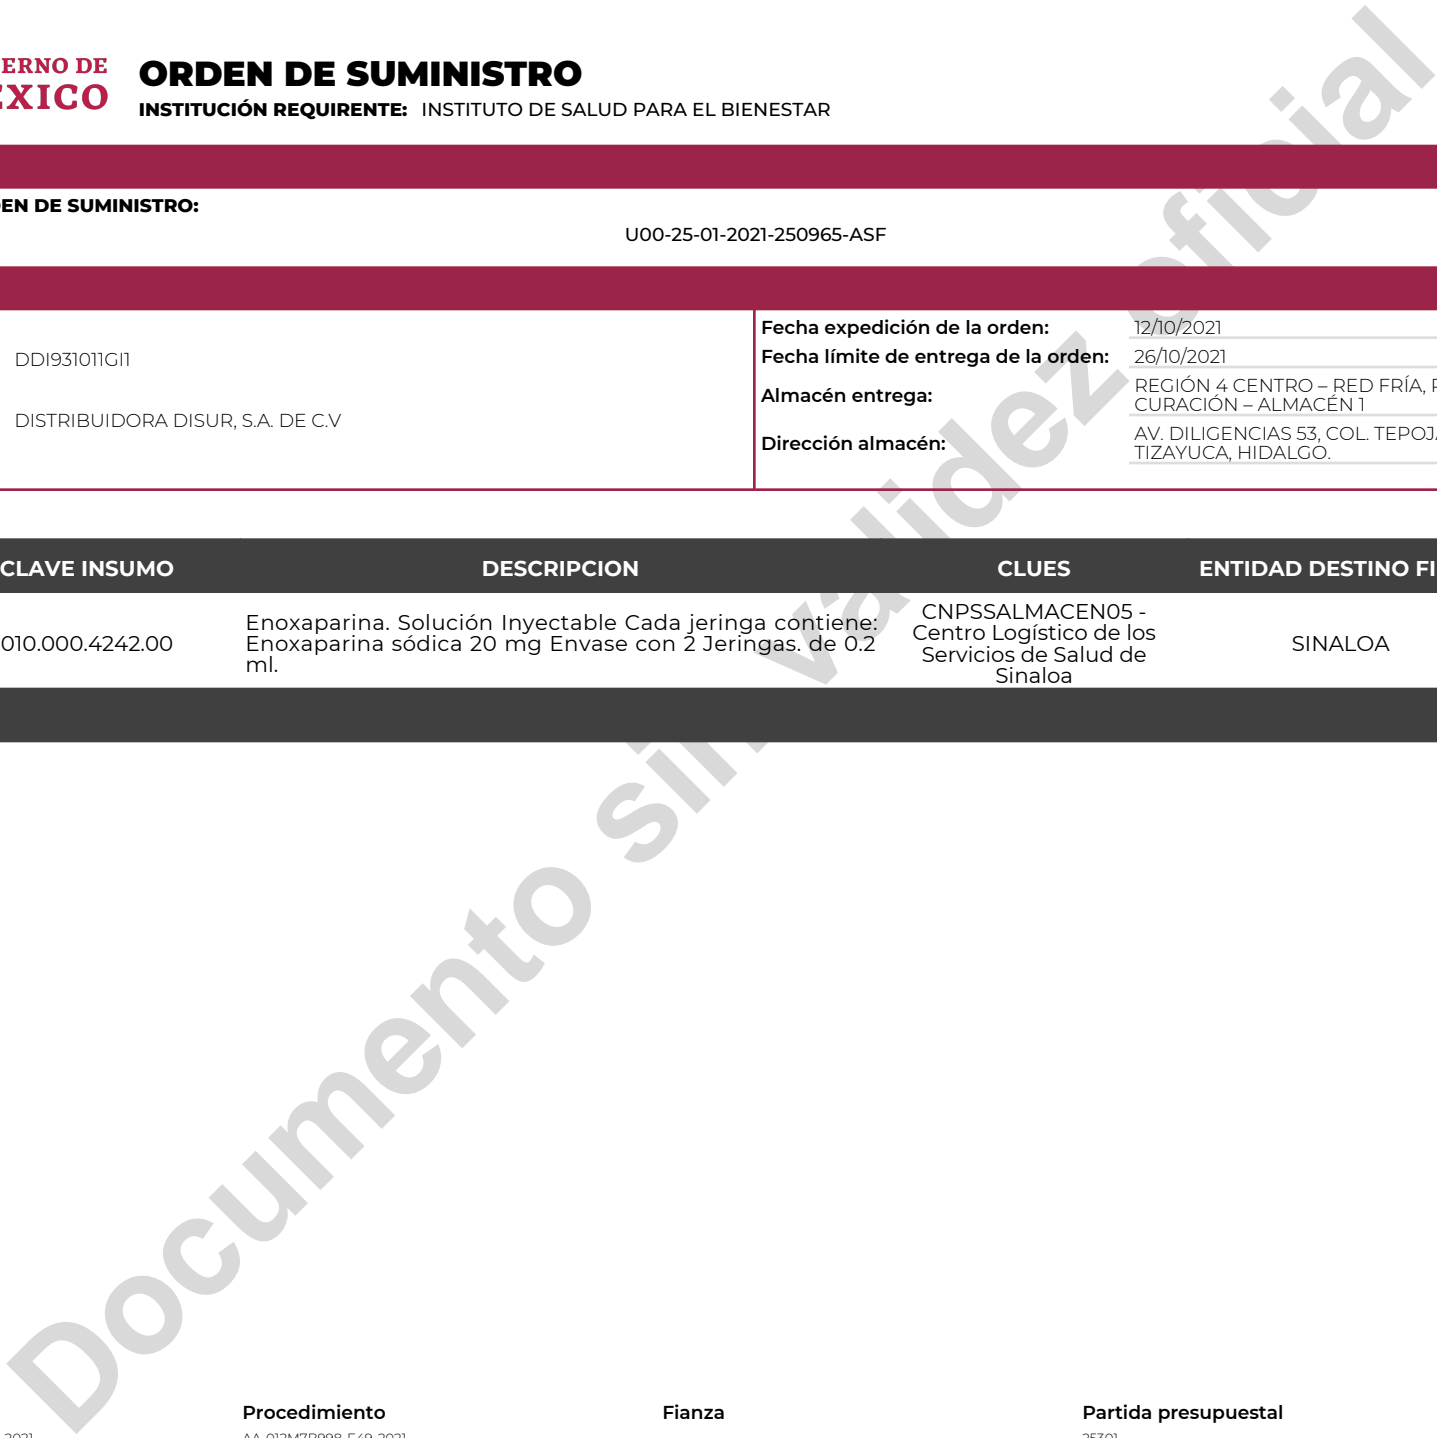 ERNO DE
ORDEN DE SUMINISTRO
INSTITUCIÓN REQUIRENTE: INSTITUTO DE SALUD PARA EL BIENESTAR
EN DE SUMINISTRO:
U00-25-01-2021-250965-ASF
DDI931011GI1
DISTRIBUIDORA DISUR, S.A. DE C.V
Fecha expedición de la orden: 12/10/2021
Fecha límite de entrega de la orden: 26/10/2021
Almacén entrega: REGIÓN 4 CENTRO – RED FRÍA,
CURACIÓN – ALMACÉN 1
Dirección almacén: AV. DILIGENCIAS 53, COL. TEPOJ
TIZAYUCA, HIDALGO.
CLAVE INSUMO DESCRIPCION CLUES ENTIDAD DESTINO FI
010.000.4242.00
Enoxaparina. Solución Inyectable Cada jeringa contiene:
Enoxaparina sódica 20 mg Envase con 2 Jeringas. de 0.2
ml.
CNPSSALMACEN05 -
Centro Logístico de los
Servicios de Salud de
Sinaloa
SINALOA
Documento sin validez oficial
Procedimiento Fianza Partida presupuestal